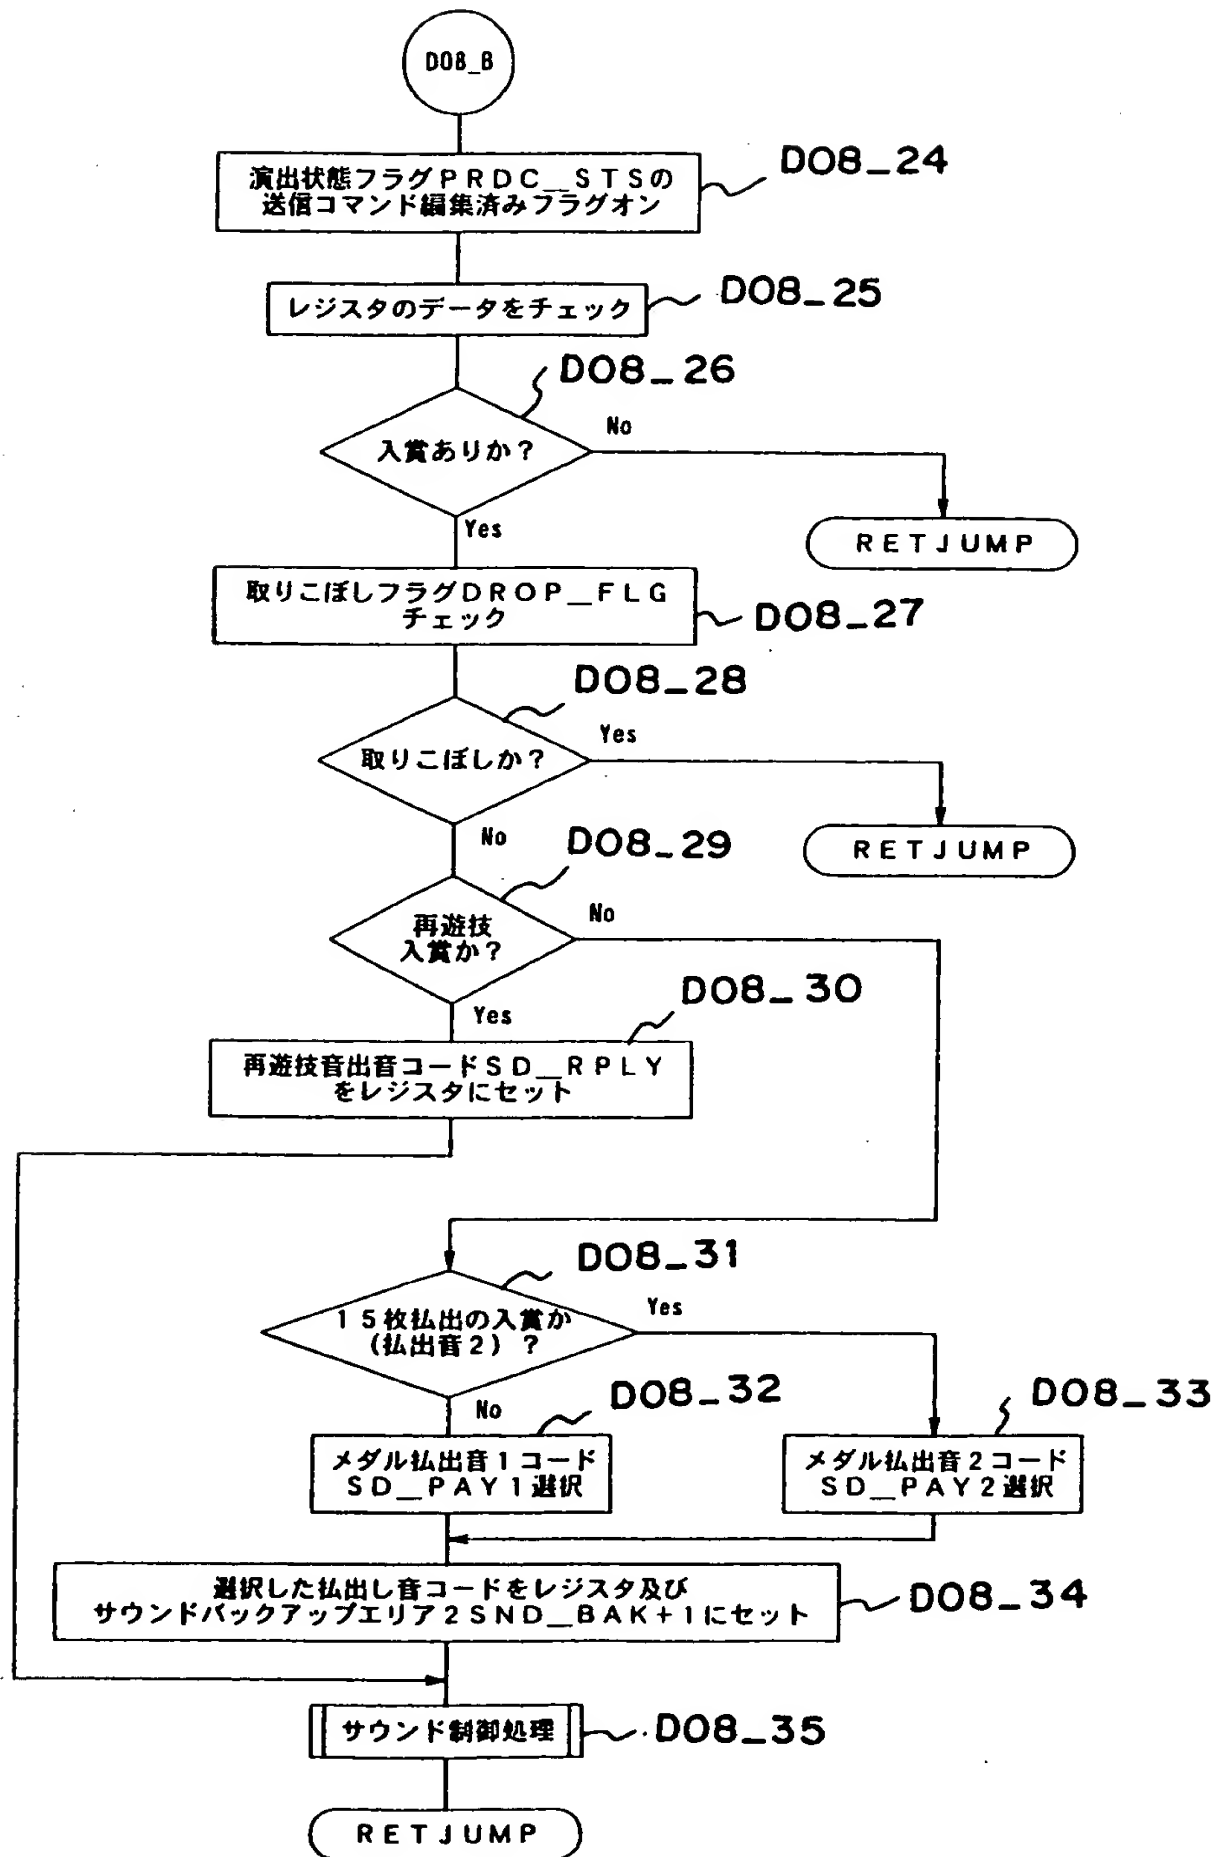 D08_B
演出状態フラグPRDC__STSの
送信コマンド編集済みフラグオン
D08_24
レジスタのデータをチェック
D08_25
D08_26
入賞ありか?
No
RETJUMP
Yes
取りこぼしフラグDROP__FLG
チェック
D08_27
D08_28
取りこぼしか?
Yes
RETJUMP
No
D08_29
再遊技
入賞か?
No
Yes
D08_30
再遊技音出音コードSD__RPLY
をレジスタにセット
D08_31
15枚払出の入賞か
(払出音2)?
Yes
No
D08_32
D08_33
メダル払出音1コード
SD__PAY1選択
メダル払出音2コード
SD__PAY2選択
選択した払出し音コードをレジスタ及び
サウンドバックアップエリア2SND__BAK+1にセット
D08_34
サウンド制御処理
D08_35
RETJUMP